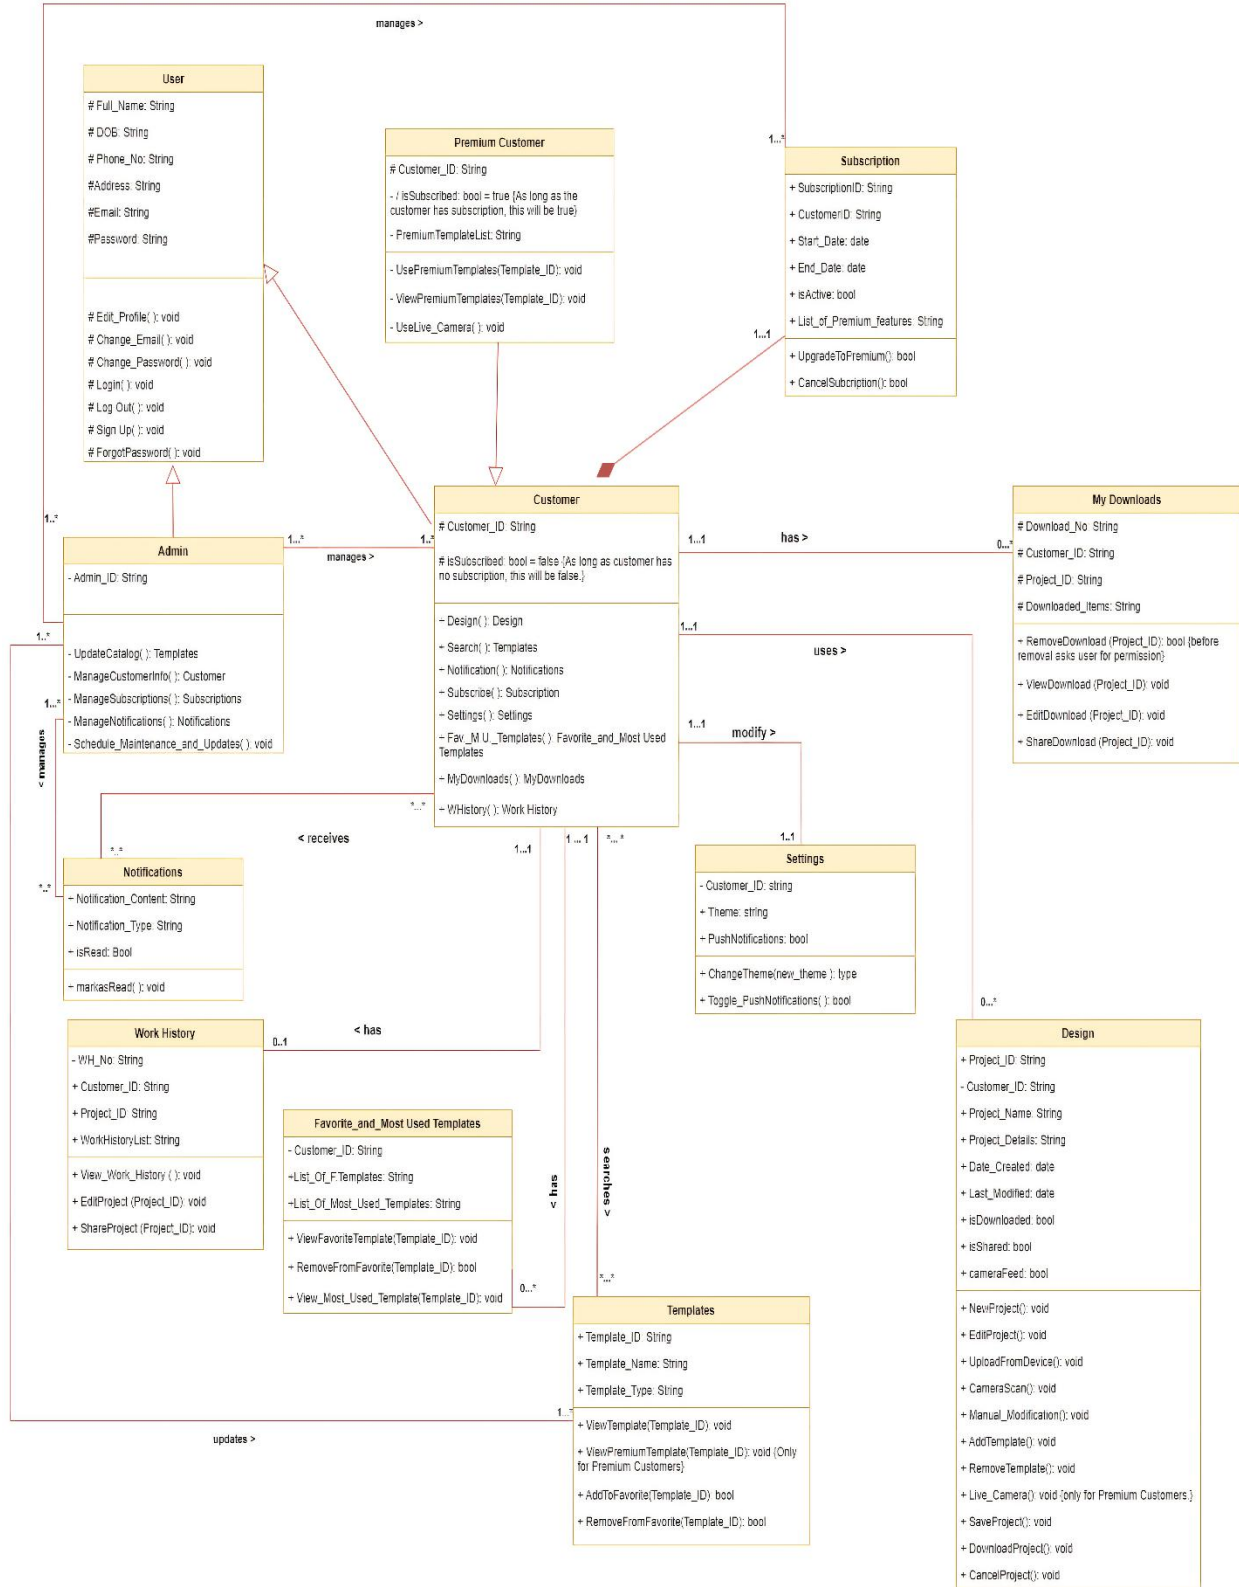 manages >
User
# Full_Name: String
# DOB: String
# Phone_No: String
#Address: String
#Email: String
#Password: String
# Edit_Profile( ): void
# Change_Email( ): void
# Change_Password( ): void
# Login( ): void
# Log Out( ): void
# Sign Up( ): void
# ForgotPassword( ): void
Premium Customer
# Customer_ID: String
- / isSubscribed: bool = true {As long as the
customer has subscription, this will be true}
- PremiumTemplateList: String
- UsePremiumTemplates(Template_ID): void
- ViewPremiumTemplates(Template_ID): void
- UseLive_Camera( ): void
1...*
Subscription
+ SubscriptionID: String
+ CustomerID: String
+ Start_Date: date
+ End_Date: date
+ isActive: bool
+ List_of_Premium_features: String
+ UpgradeToPremium(): bool
+ CancelSubcription(): bool
1...1
1..*
Admin
- Admin_ID: String
- UpdateCatalog( ): Templates
- ManageCustomerInfo( ): Customer
- ManageSubscriptions( ): Subscriptions
- ManageNotifications( ): Notifications
- Schedule_Maintenance_and_Updates( ): void
1...*
manages >
1..*
Customer
# Customer_ID: String
# isSubscribed: bool = false {As long as customer has
no subscription, this will be false.}
+ Design( ): Design
+ Search( ): Templates
+ Notification( ): Notifications
+ Subscribe( ): Subscription
+ Settings( ): Settings
+ Fav_M.U._Templates( ): Favorite_and_Most Used
Templates
+ MyDownloads( ): MyDownloads
+ WHistory( ): Work History
1...1
has >
0...*
My Downloads
# Download_No: String
# Customer_ID: String
# Project_ID: String
# Downloaded_Items: String
+ RemoveDownload (Project_ID): bool {before
removal asks user for permission}
+ ViewDownload (Project_ID): void
+ EditDownload (Project_ID): void
+ ShareDownload (Project_ID): void
1...1
uses >
1..*
1...*
< manages
1...1
modify >
*...*
< receives
*..*
*..*
1...1
1 ... 1
*... *
1..1
Notifications
+ Notification_Content: String
+ Notification_Type: String
+ isRead: Bool
+ markasRead( ): void
Settings
- Customer_ID: string
+ Theme: string
+ PushNotifications: bool
+ ChangeTheme(new_theme ): type
+ Toggle_PushNotifications( ): bool
0...*
Work History
- WH_No: String
+ Customer_ID: String
+ Project_ID: String
+ WorkHistoryList: String
+ View_Work_History ( ): void
+ EditProject (Project_ID): void
+ ShareProject (Project_ID): void
< has
0..1
Favorite_and_Most Used Templates
- Customer_ID: String
+List_Of_F.Templates: String
+List_Of_Most_Used_Templates: String
+ ViewFavoriteTemplate(Template_ID): void
+ RemoveFromFavorite(Template_ID): bool
+ View_Most_Used_Template(Template_ID): void
< has
searches >
0...*
*...*
Design
+ Project_ID: String
- Customer_ID: String
+ Project_Name: String
+ Project_Details: String
+ Date_Created: date
+ Last_Modified: date
+ isDownloaded: bool
+ isShared: bool
+ cameraFeed: bool
+ NewProject(): void
+ EditProject(): void
+ UploadFromDevice(): void
+ CameraScan(): void
+ Manual_Modification(): void
+ AddTemplate(): void
+ RemoveTemplate(): void
+ Live_Camera(): void {only for Premium Customers.}
+ SaveProject(): void
+ DownloadProject(): void
+ CancelProject(): void
Templates
+ Template_ID: String
+ Template_Name: String
+ Template_Type: String
+ ViewTemplate(Template_ID): void
+ ViewPremiumTemplate(Template_ID): void {Only
for Premium Customers}
+ AddToFavorite(Template_ID): bool
+ RemoveFromFavorite(Template_ID): bool
1...*
updates >